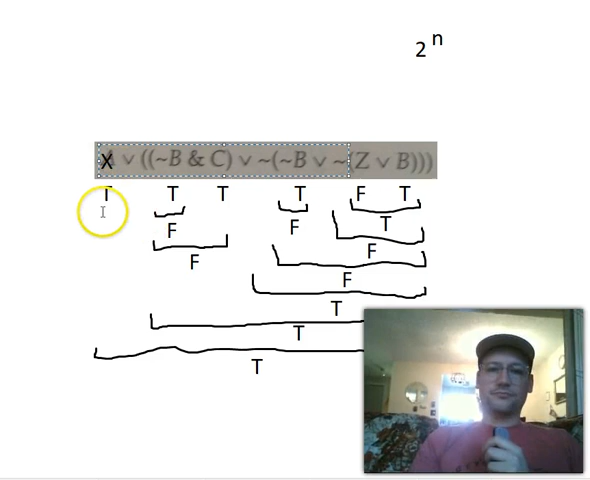 2 n
X ∨ ((~B & C) ∨ ~(~B ∨ ~(Z ∨ B)))
T T T T F T
F F T
F F
F
T
T
T